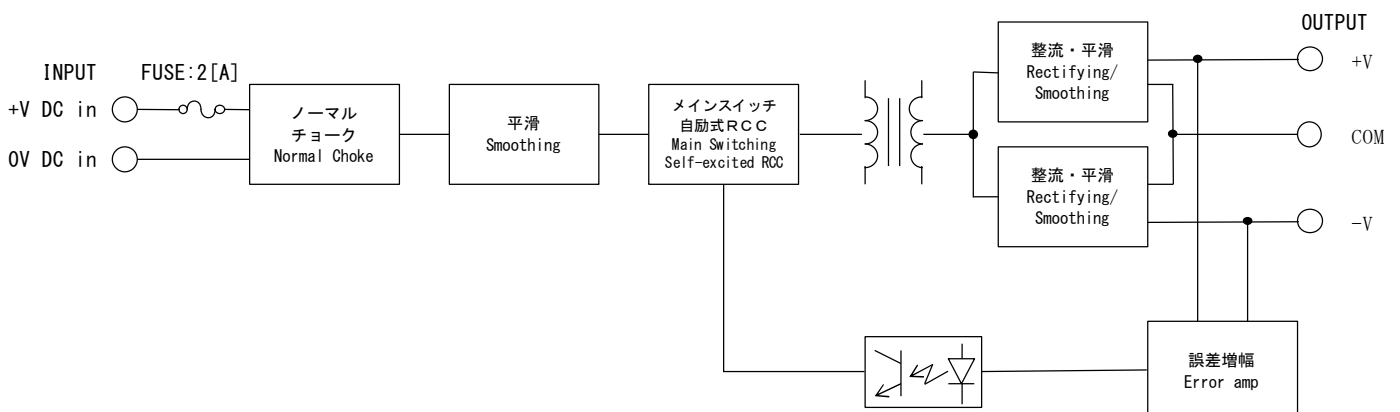 INPUT
FUSE:2[A]
+V DC in
0V DC in
ノーマル
チョーク
Normal Choke
平滑
Smoothing
メインスイッチ
自励式RCC
Main Switching
Self-excited RCC
整流・平滑
Rectifying/
Smoothing
整流・平滑
Rectifying/
Smoothing
OUTPUT
+V
COM
-V
誤差増幅
Error amp